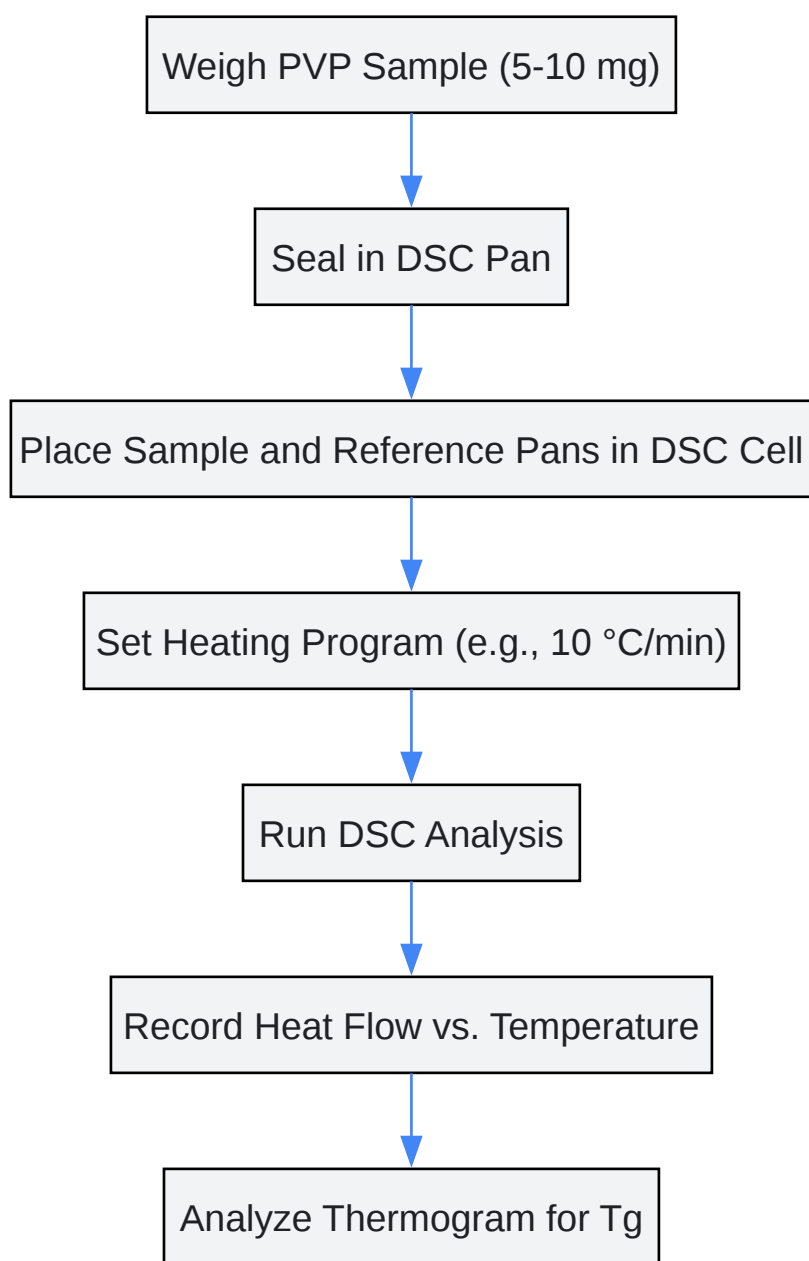 Weigh PVP Sample (5-10 mg)
Seal in DSC Pan
Place Sample and Reference Pans in DSC Cell
Set Heating Program (e.g., 10 °C/min)
Run DSC Analysis
Record Heat Flow vs. Temperature
Analyze Thermogram for Tg